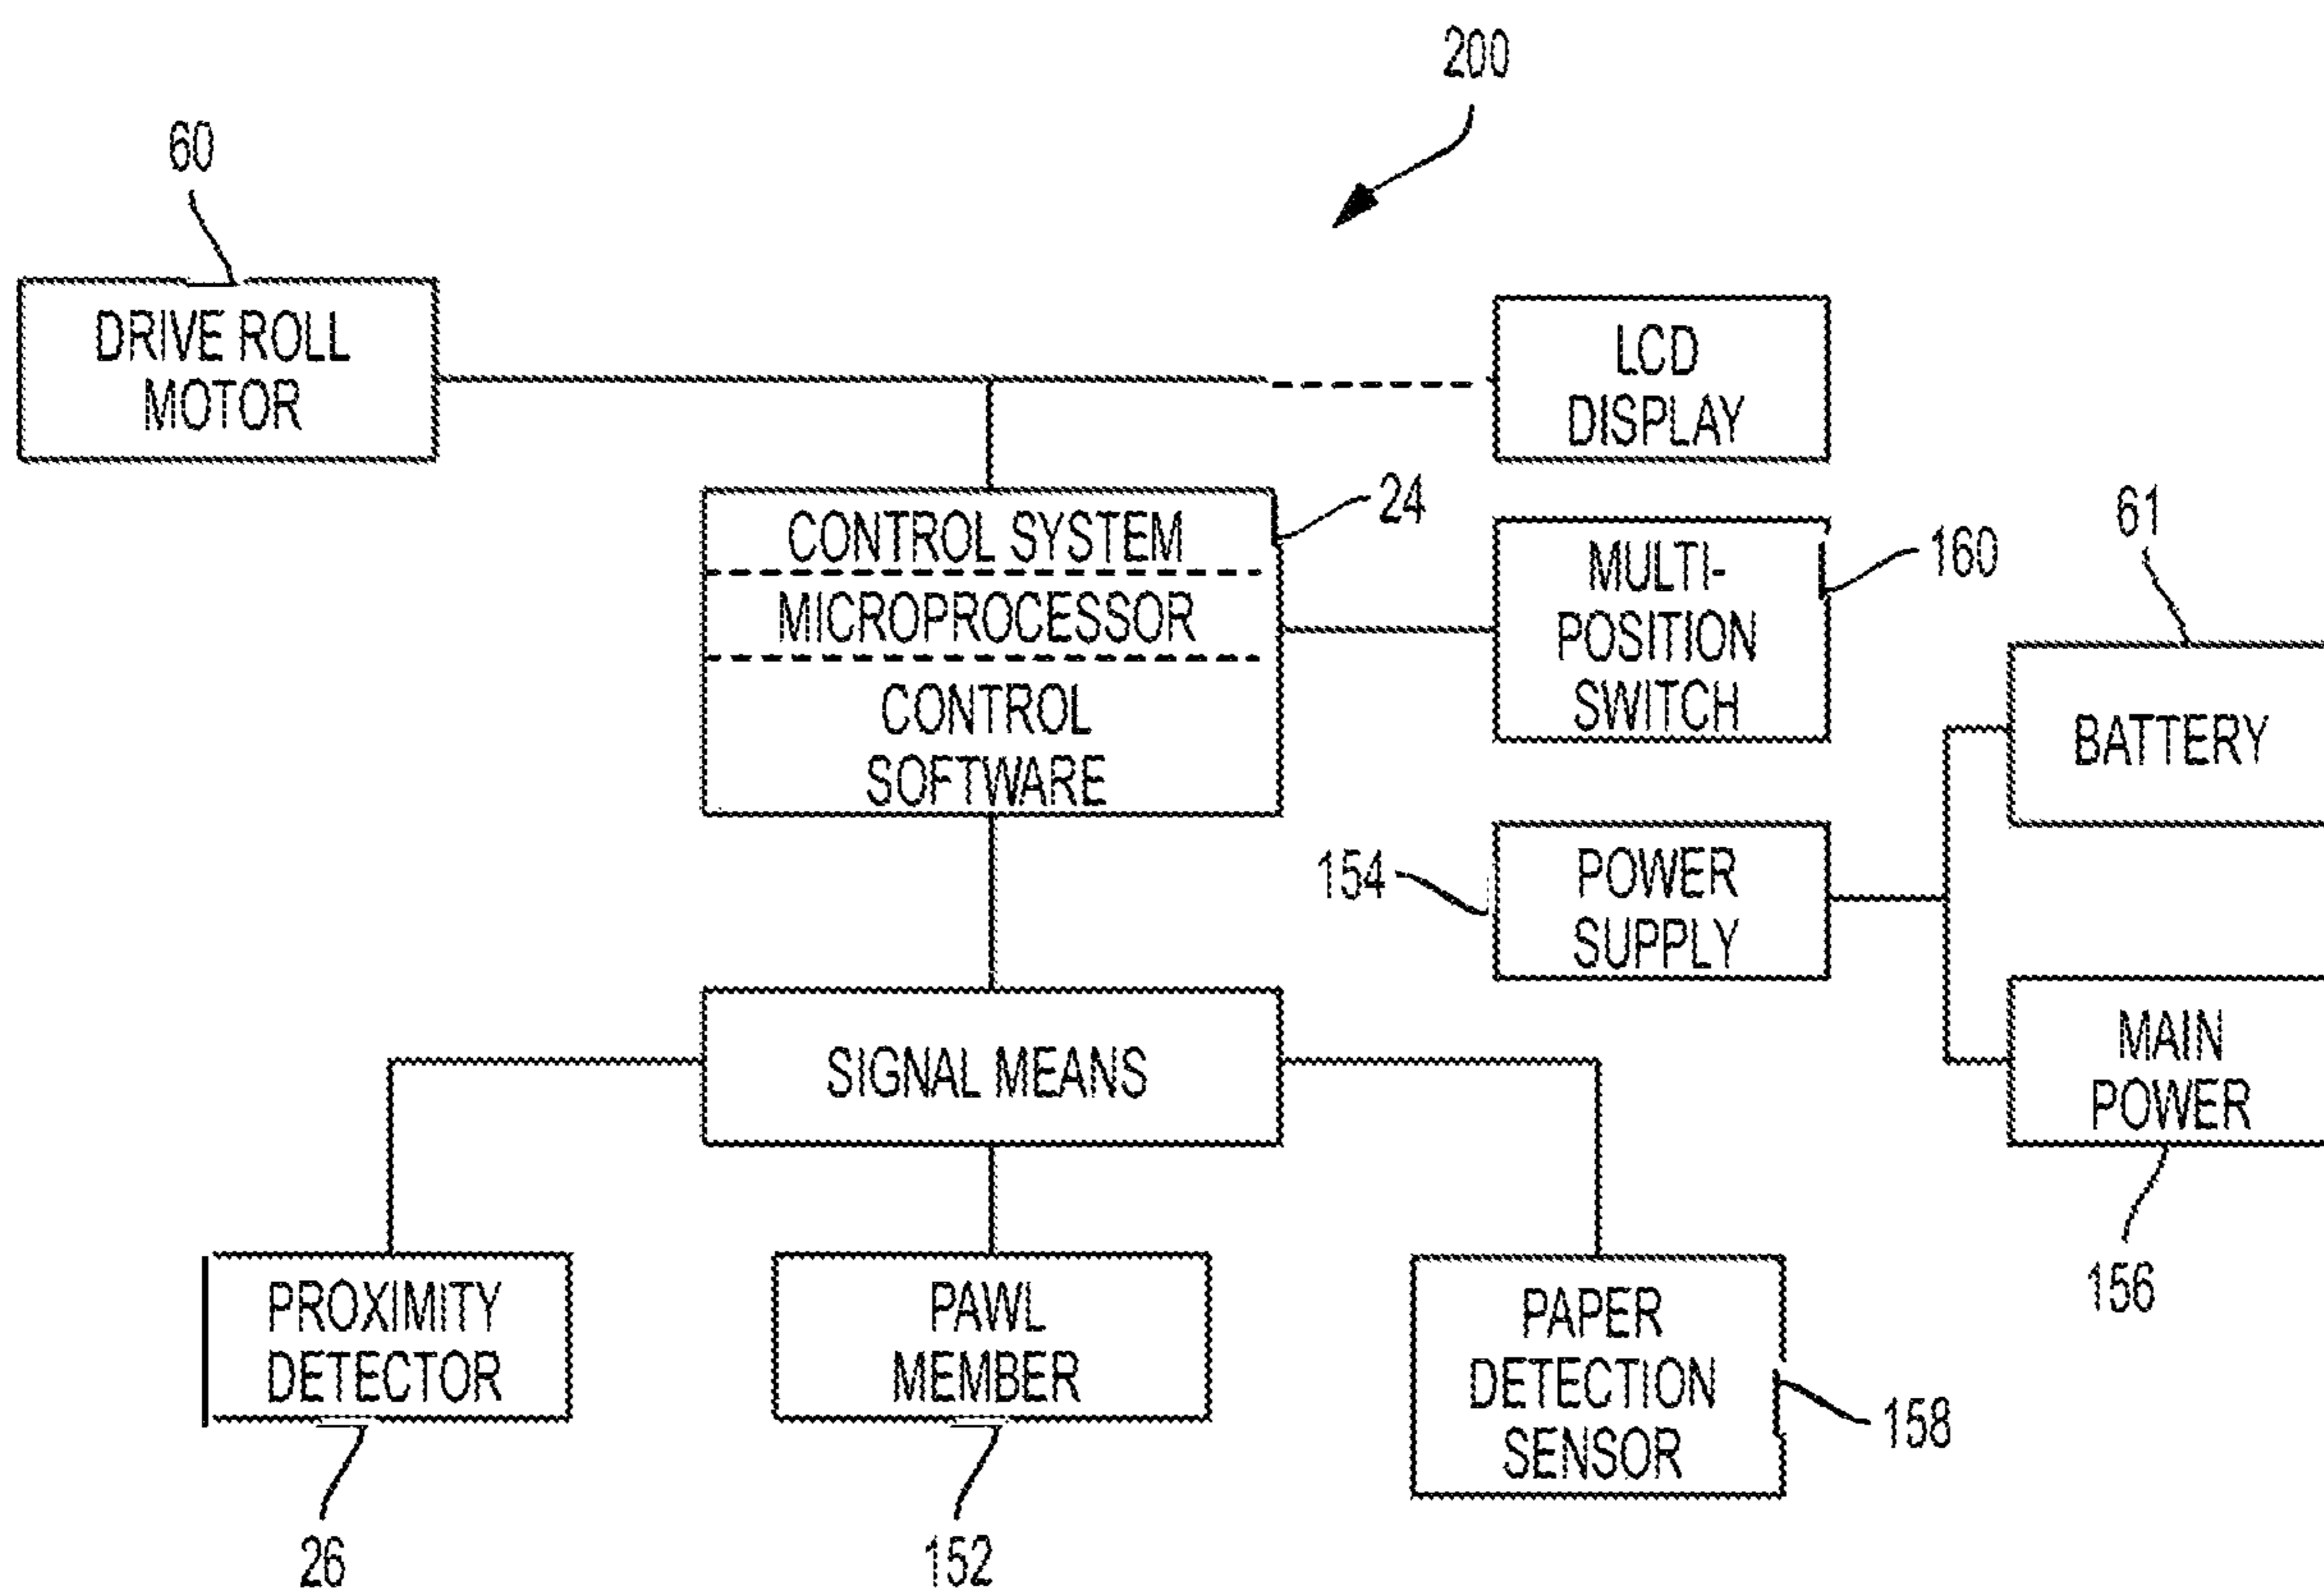 200
60
DRIVE ROLL
MOTOR
LCD
DISPLAY
24
CONTROL SYSTEM
MICROPROCESSOR
CONTROL
SOFTWARE
MULTI-
POSITION
SWITCH
160
61
BATTERY
154
POWER
SUPPLY
MAIN
POWER
156
SIGNAL MEANS
PROXIMITY
DETECTOR
26
PAWL
MEMBER
152
PAPER
DETECTION
SENSOR
158